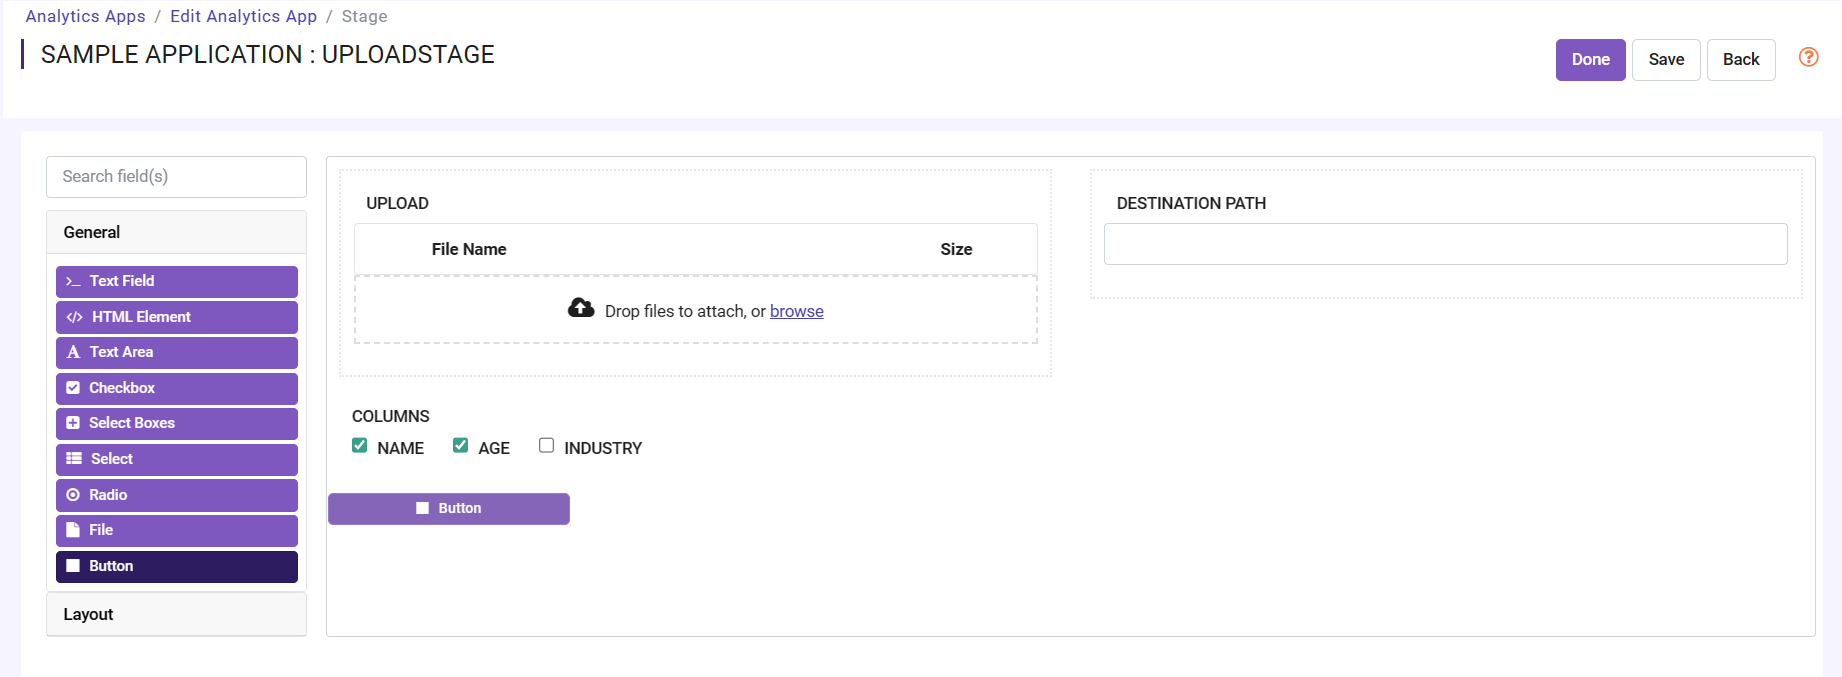 Analytics Apps / Edit Analytics App / Stage
SAMPLE APPLICATION : UPLOADSTAGE
Done
Save
Back
?
Search field(s)
General
Text Field
HTML Element
Text Area
Checkbox
Select Boxes
Select
Radio
File
Button
Layout
UPLOAD
File Name Size
Drop files to attach, or browse
DESTINATION PATH
COLUMNS
NAME AGE INDUSTRY
Button